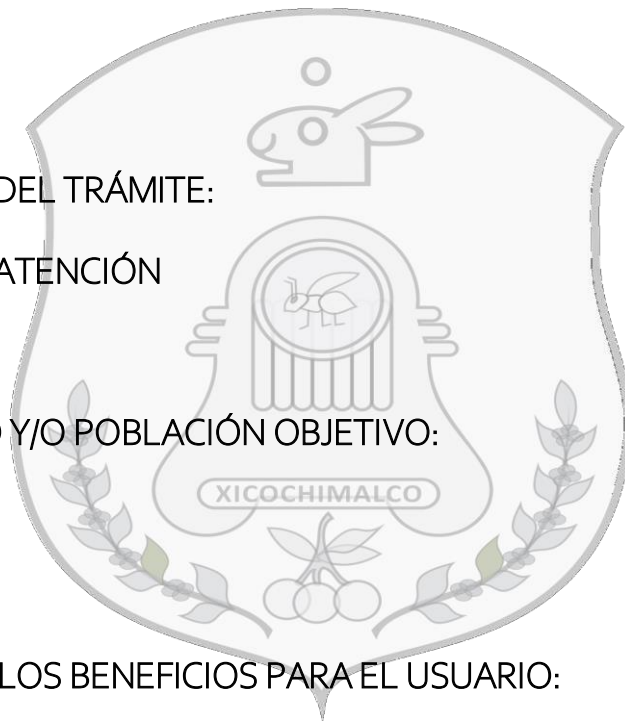 DEL TRÁMITE:
ATENCIÓN
Y/O POBLACIÓN OBJETIVO:
XICOCHIMALCO
LOS BENEFICIOS PARA EL USUARIO: